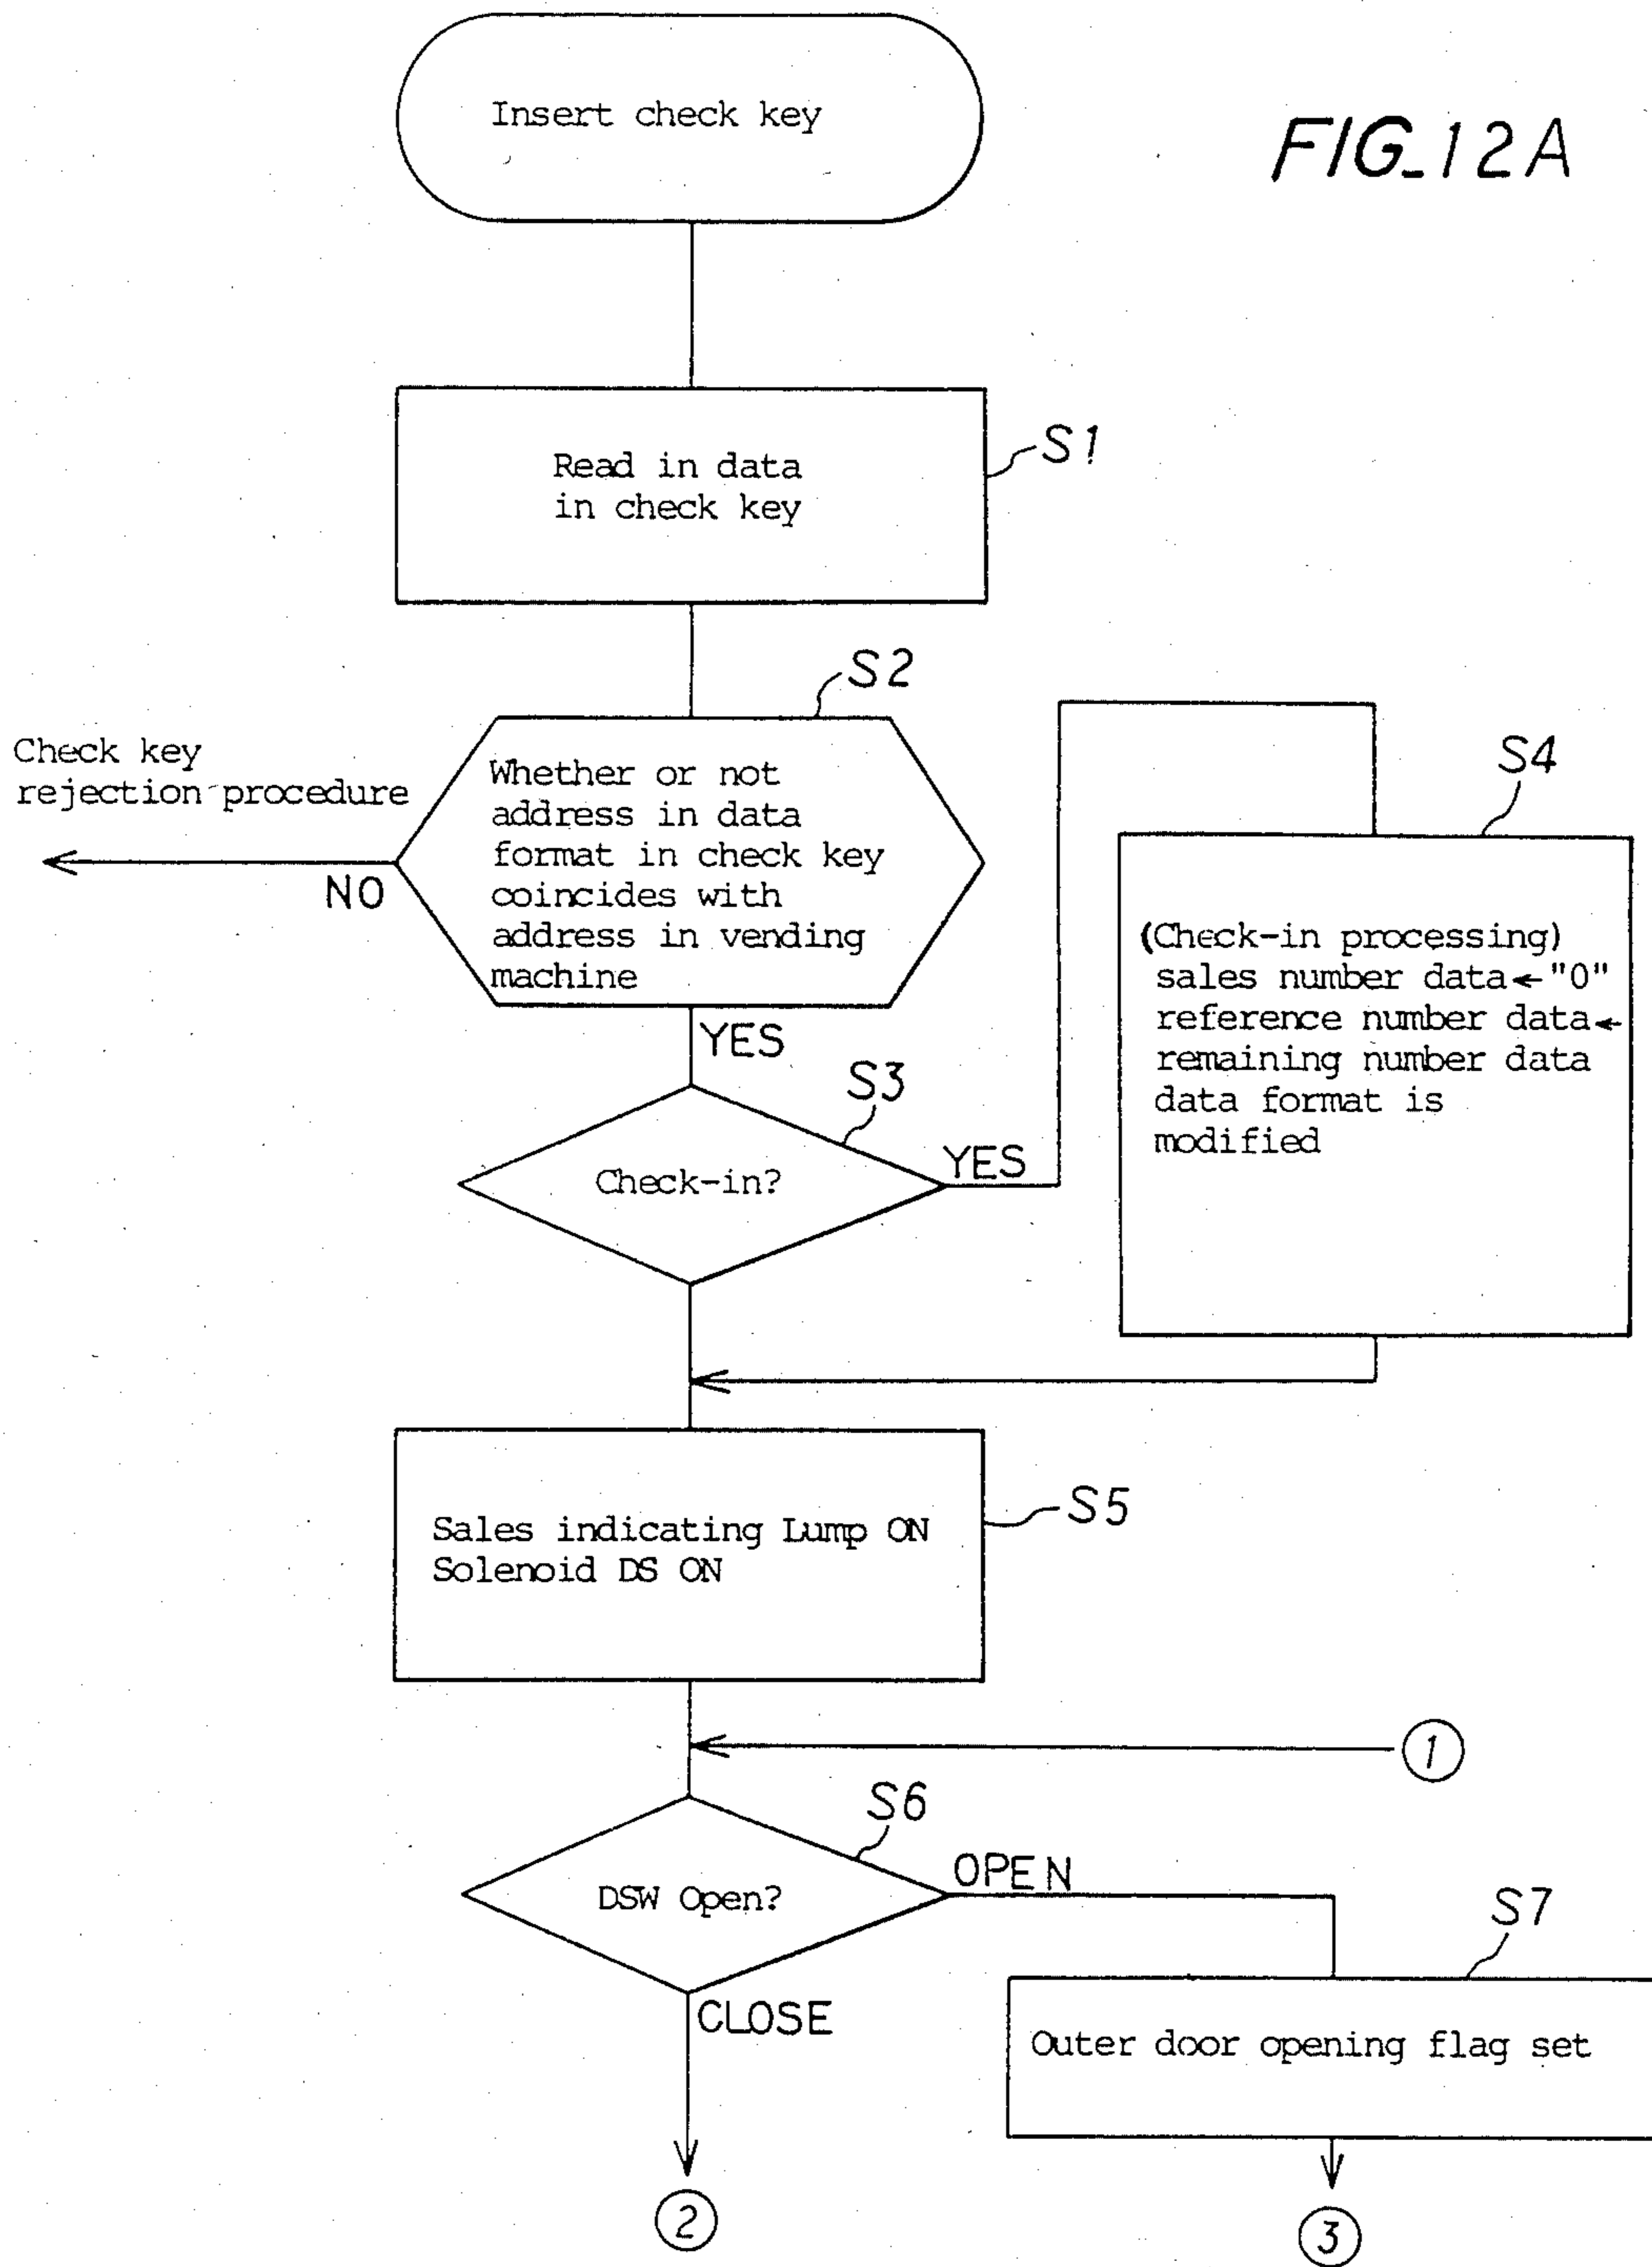 FIG_12A
Insert check key
Read in data
in check key
S1
S2
Check key
rejection procedure
NO
Whether or not
address in data
format in check key
coincides with
address in vending
machine
YES
S3
Check-in?
YES
S4
(Check-in processing)
sales number data←"0"
reference number data←
remaining number data
data format is
modified
Sales indicating Lump ON
Solenoid DS ON
S5
1
S6
DSW Open?
OPEN
CLOSE
S7
Outer door opening flag set
2
3